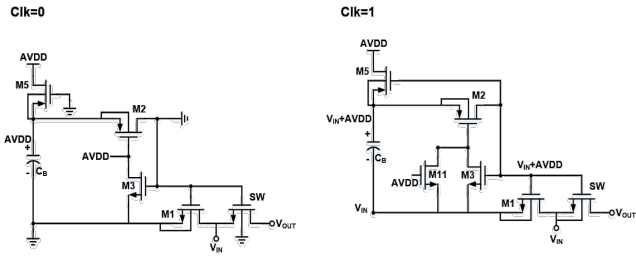 Clk=0
AVDD
M5
M2
AVDD
+
-
CB
AVDD
M3
M1
SW
VIN
VOUT
Clk=1
AVDD
M5
M2
VIN+AVDD
+
-
CB
AVDD
M11
M3
VIN+AVDD
VIN
M1
SW
VIN
VOUT